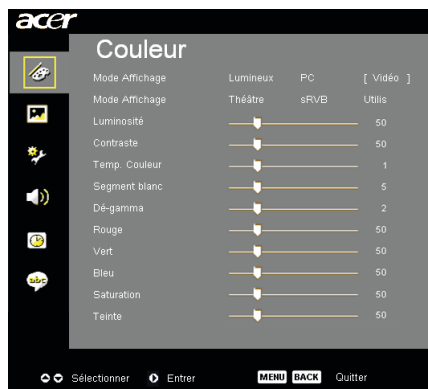 acer
Couleur
Mode Affichage Lumineux PC [ Vidéo ]
Mode Affichage Théâtre sRVB Utilis
Luminosité 50
Contraste 50
Temp. Couleur 1
Segment blanc 5
Dé-gamma 2
Rouge 50
Vert 50
Bleu 50
Saturation 50
Teinte 50
abc
Sélectionner Entrer MENU BACK Quitter